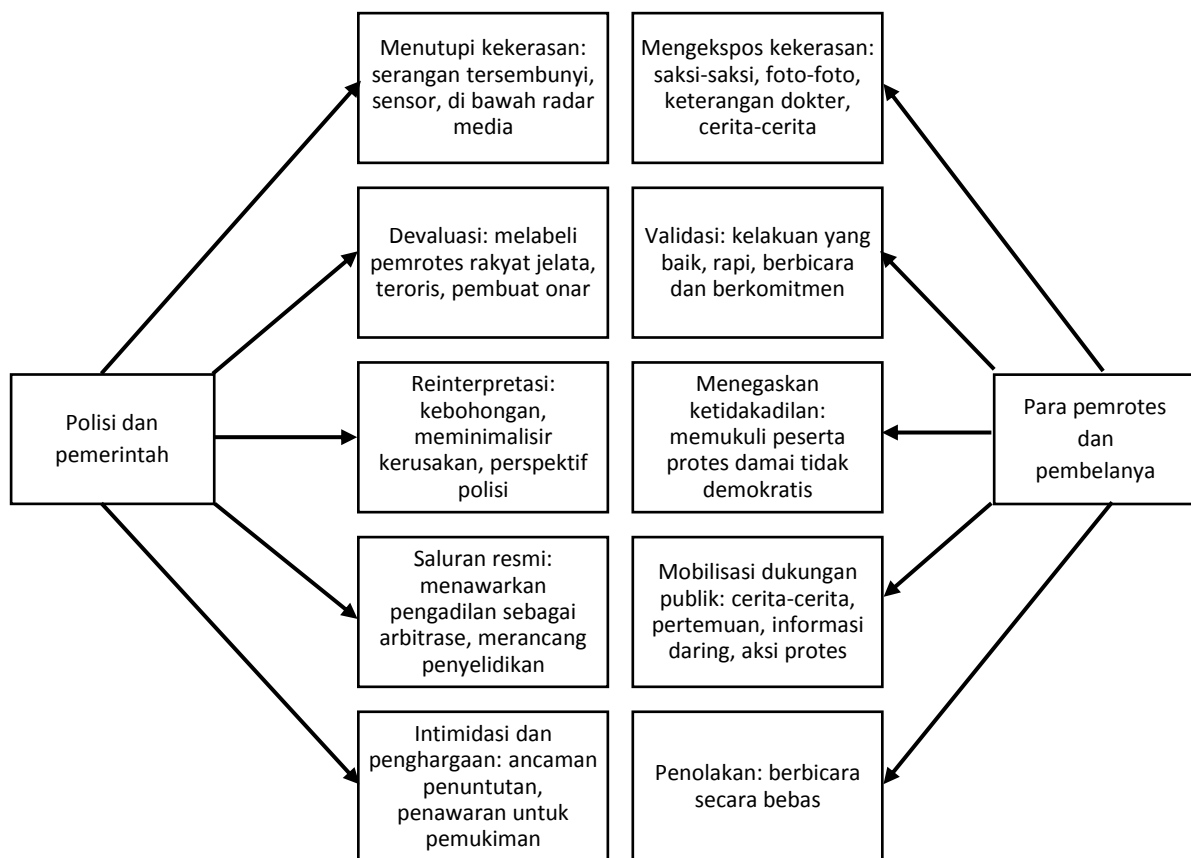 Menutupi kekerasan:
serangan tersembunyi,
sensor, di bawah radar
media
Mengekspos kekerasan:
saksi-saksi, foto-foto,
keterangan dokter,
cerita-cerita
Devaluasi: melabeli
pemrotes rakyat jelata,
teroris, pembuat onar
Validasi: kelakuan yang
baik, rapi, berbicara
dan berkomitmen
Polisi dan
pemerintah
Reinterpretasi:
kebohongan,
meminimalisir
kerusakan, perspektif
polisi
Menegaskan
ketidakadilan:
memukuli peserta
protes damai tidak
demokratis
Para pemrotes
dan
pembelanya
Saluran resmi:
menawarkan
pengadilan sebagai
arbitrase, merancang
penyelidikan
Mobilisasi dukungan
publik: cerita-cerita,
pertemuan, informasi
daring, aksi protes
Intimidasi dan
penghargaan: ancaman
penuntutan,
penawaran untuk
pemukiman
Penolakan: berbicara
secara bebas